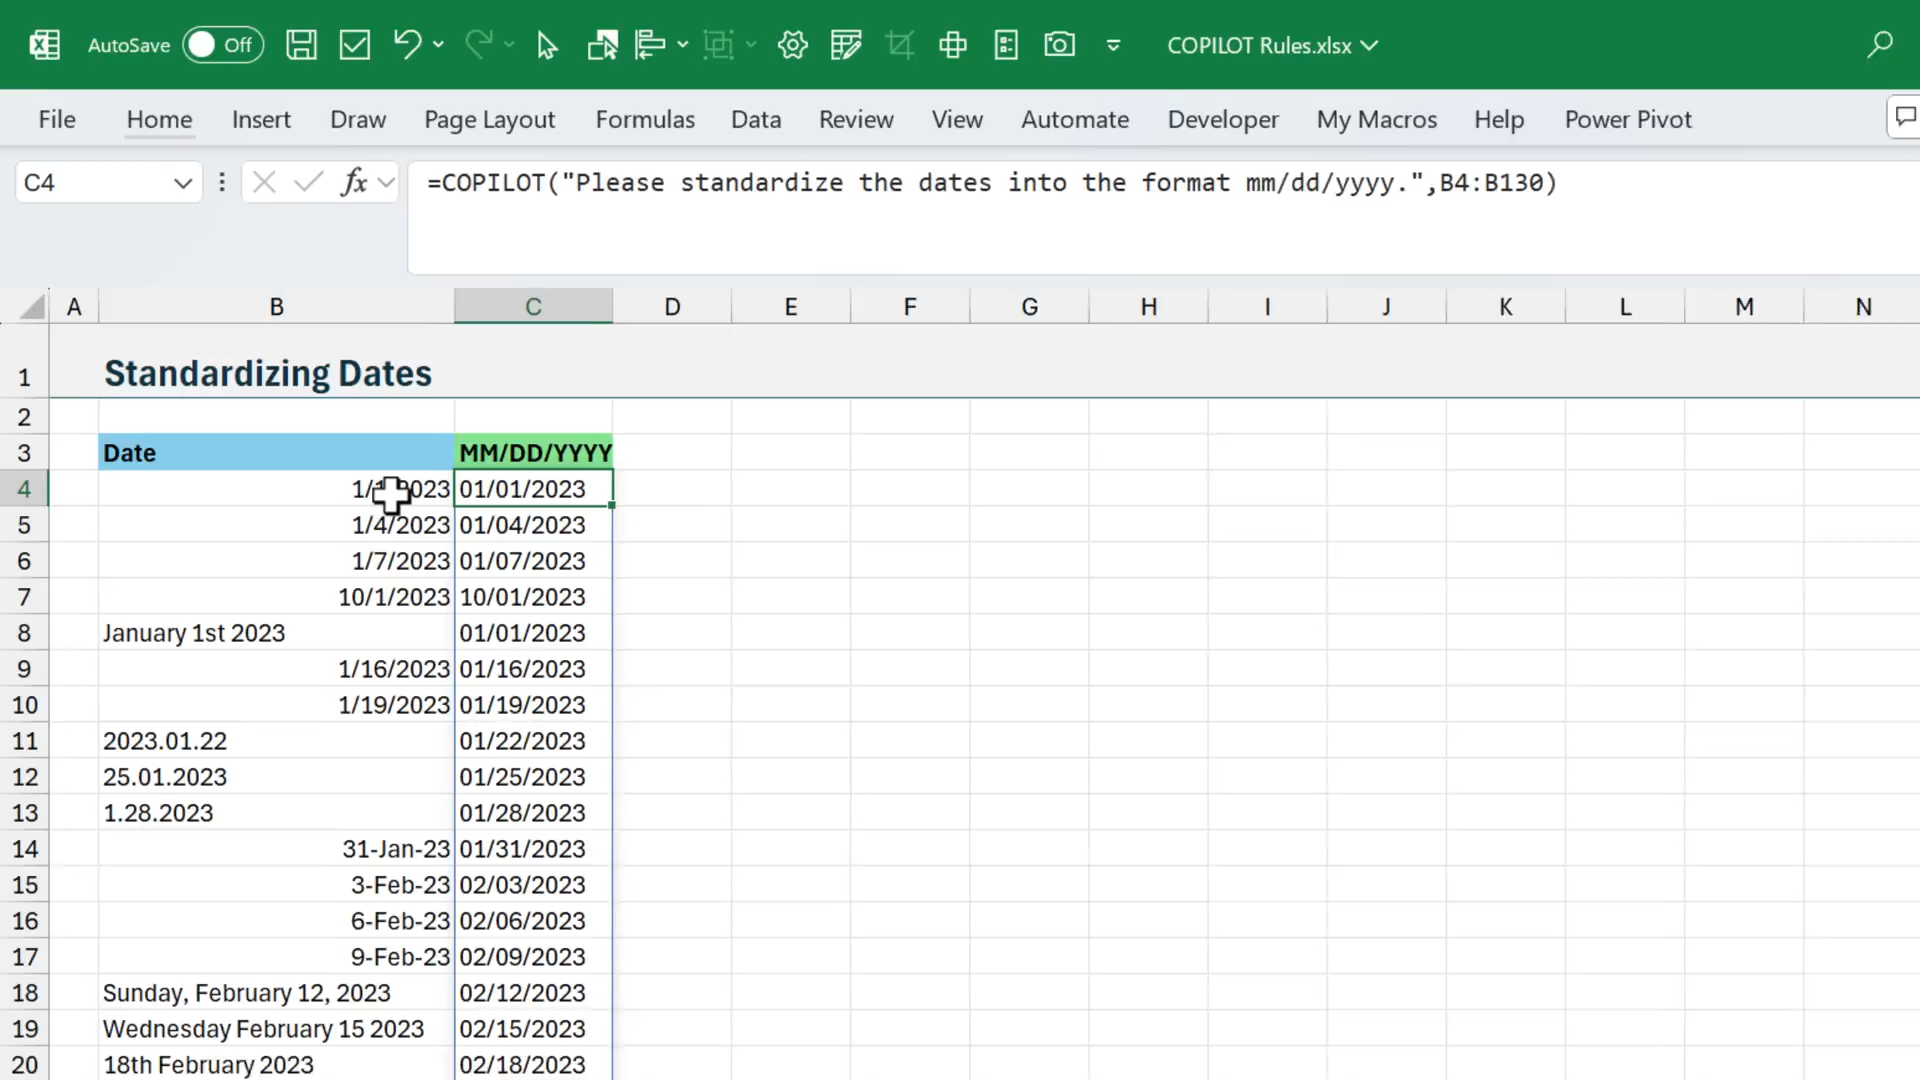 AutoSave Off COPILOT Rules.xlsx
File Home Insert Draw Page Layout Formulas Data Review View Automate Developer My Macros Help Power Pivot
C4 fx =COPILOT("Please standardize the dates into the format mm/dd/yyyy.",B4:B130)
A B C D E F G H I J K L M N
1 Standardizing Dates
2
3 Date MM/DD/YYYY
4 01/01/2023
5 1/4/2023 01/04/2023
6 1/7/2023 01/07/2023
7 10/1/2023 10/01/2023
8 January 1st 2023 01/01/2023
9 1/16/2023 01/16/2023
10 1/19/2023 01/19/2023
11 2023.01.22 01/22/2023
12 25.01.2023 01/25/2023
13 1.28.2023 01/28/2023
14 31-Jan-23 01/31/2023
15 3-Feb-23 02/03/2023
16 6-Feb-23 02/06/2023
17 9-Feb-23 02/09/2023
18 Sunday, February 12, 2023 02/12/2023
19 Wednesday February 15 2023 02/15/2023
20 18th February 2023 02/18/2023